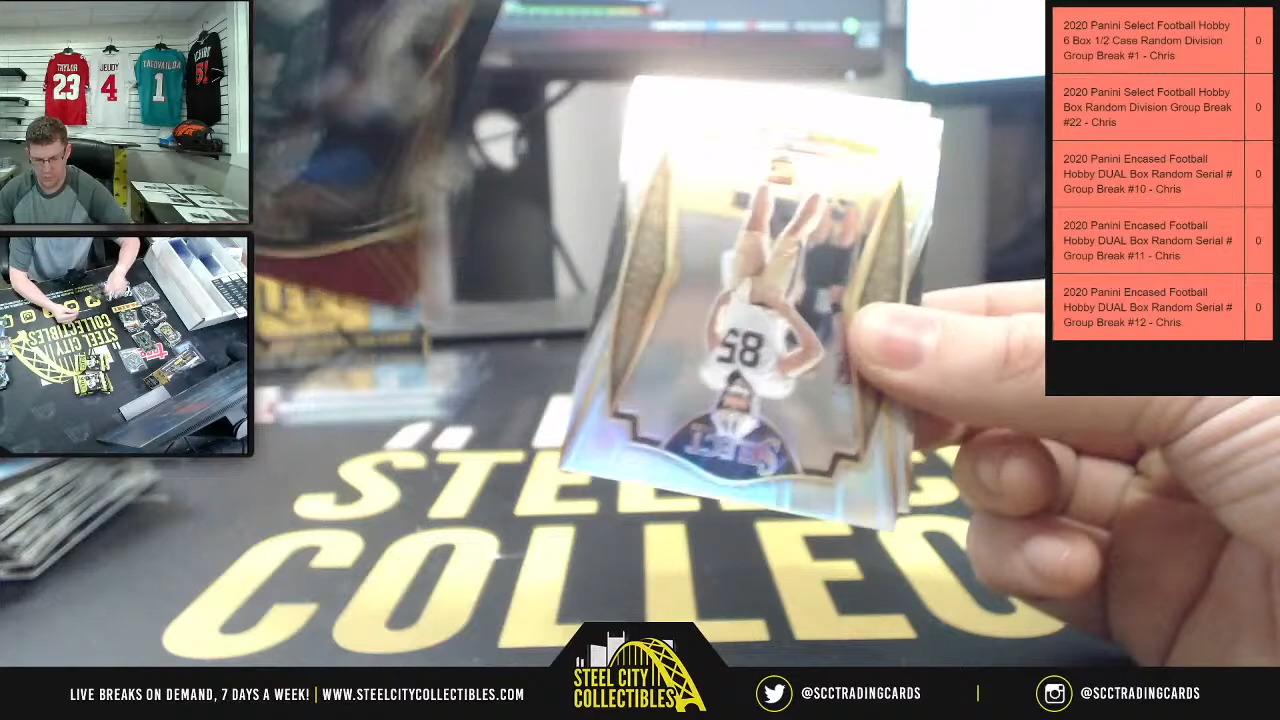 TAYLOR
23
JEUDY
4
TAGOVAILOA
1
ICHIRO
51
STEEL CITY
COLLECTIBLES
2020 Panini Select Football Hobby
6 Box 1/2 Case Random Division
Group Break #1 - Chris
0
2020 Panini Select Football Hobby
Box Random Division Group Break
#22 - Chris
0
2020 Panini Encased Football
Hobby DUAL Box Random Serial #
Group Break #10 - Chris
0
2020 Panini Encased Football
Hobby DUAL Box Random Serial #
Group Break #11 - Chris
0
2020 Panini Encased Football
Hobby DUAL Box Random Serial #
Group Break #12 - Chris
0
85
SELECT
STEE
COLLEC
LIVE BREAKS ON DEMAND, 7 DAYS A WEEK! | WWW.STEELCITYCOLLECTIBLES.COM
STEEL CITY
COLLECTIBLES
@SCCTRADINGCARDS
|
@SCCTRADINGCARDS